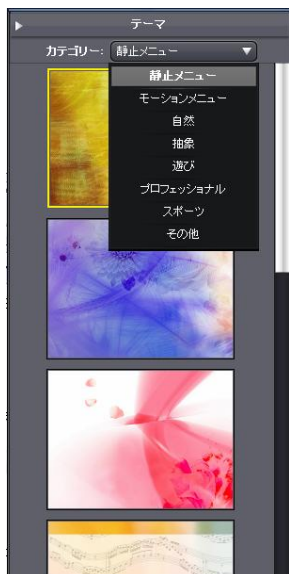 テーマ
カテゴリー: 静止メニュー
静止メニュー
モーションメニュー
自然
抽象
遊び
プロフェッショナル
スポーツ
その他